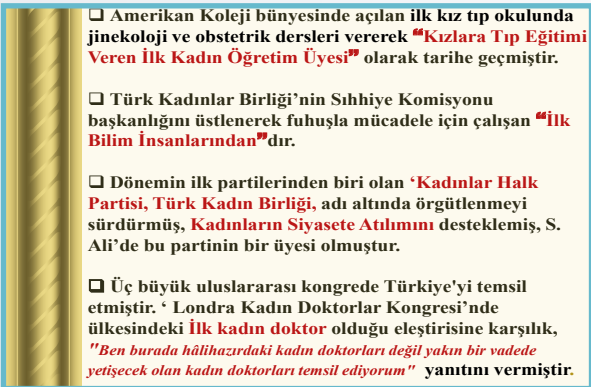 ❑ Amerikan Koleji bünyesinde açılan ilk kız tıp okulunda
jinekoloji ve obstetrik dersleri vererek ❝Kızlara Tıp Eğitimi
Veren İlk Kadın Öğretim Üyesi❞ olarak tarihe geçmiştir.
❑ Türk Kadınlar Birliği’nin Sıhhiye Komisyonu
başkanlığını üstlenerek fuhuşla mücadele için çalışan ❝İlk
Bilim İnsanlarından❞dır.
❑ Dönemin ilk partilerinden biri olan ‘Kadınlar Halk
Partisi, Türk Kadın Birliği, adı altında örgütlenmeyi
sürdürmüş, Kadınların Siyasete Atılımını desteklemiş, S.
Ali’de bu partinin bir üyesi olmuştur.
❑ Üç büyük uluslararası kongrede Türkiye'yi temsil
etmiştir. ‘ Londra Kadın Doktorlar Kongresi’nde
ülkesindeki İlk kadın doktor olduğu eleştirisine karşılık,
"Ben burada hâlihazırdaki kadın doktorları değil yakın bir vadede
yetişecek olan kadın doktorları temsil ediyorum" yanıtını vermiştir.